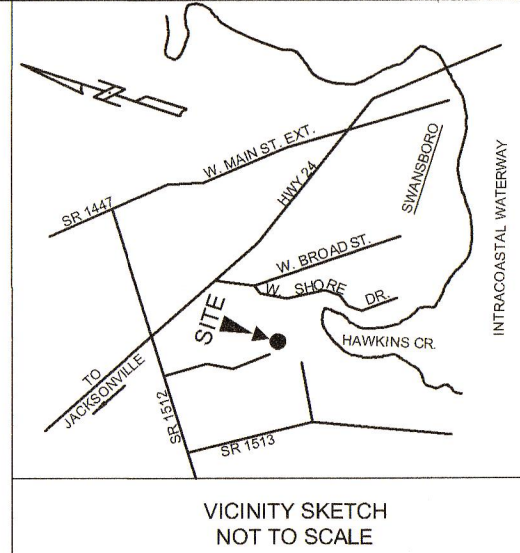 W. MAIN ST. EXT.
SR 1447
HWY 24
SWANSBORO
INTRACOASTAL WATERWAY
W. BROAD ST.
W. SHORE DR.
SITE
HAWKINS CR.
TO
JACKSONVILLE
SR 1512
SR 1513
VICINITY SKETCH
NOT TO SCALE